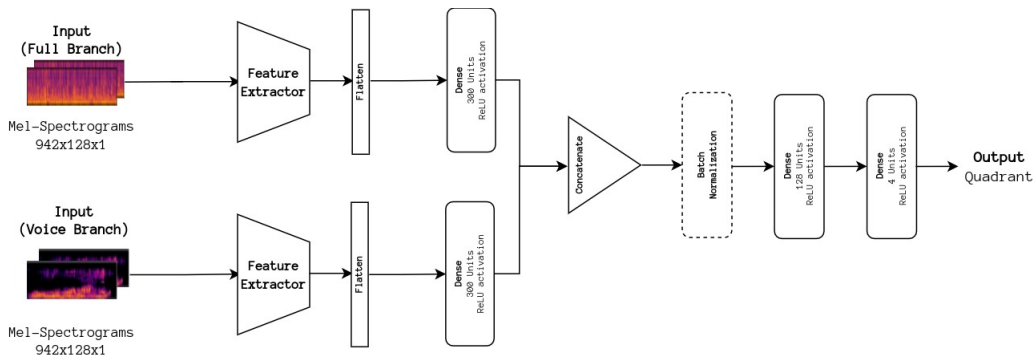 Input
(Full Branch)
Mel-Spectrograms
942x128x1
Feature
Extractor
Flatten
Dense
300 Units
ReLU activation
Input
(Voice Branch)
Mel-Spectrograms
942x128x1
Feature
Extractor
Flatten
Dense
300 Units
ReLU activation
Concatenate
Batch
Normalization
Dense
128 Units
ReLU activation
Dense
4 Units
ReLU activation
Output
Quadrant